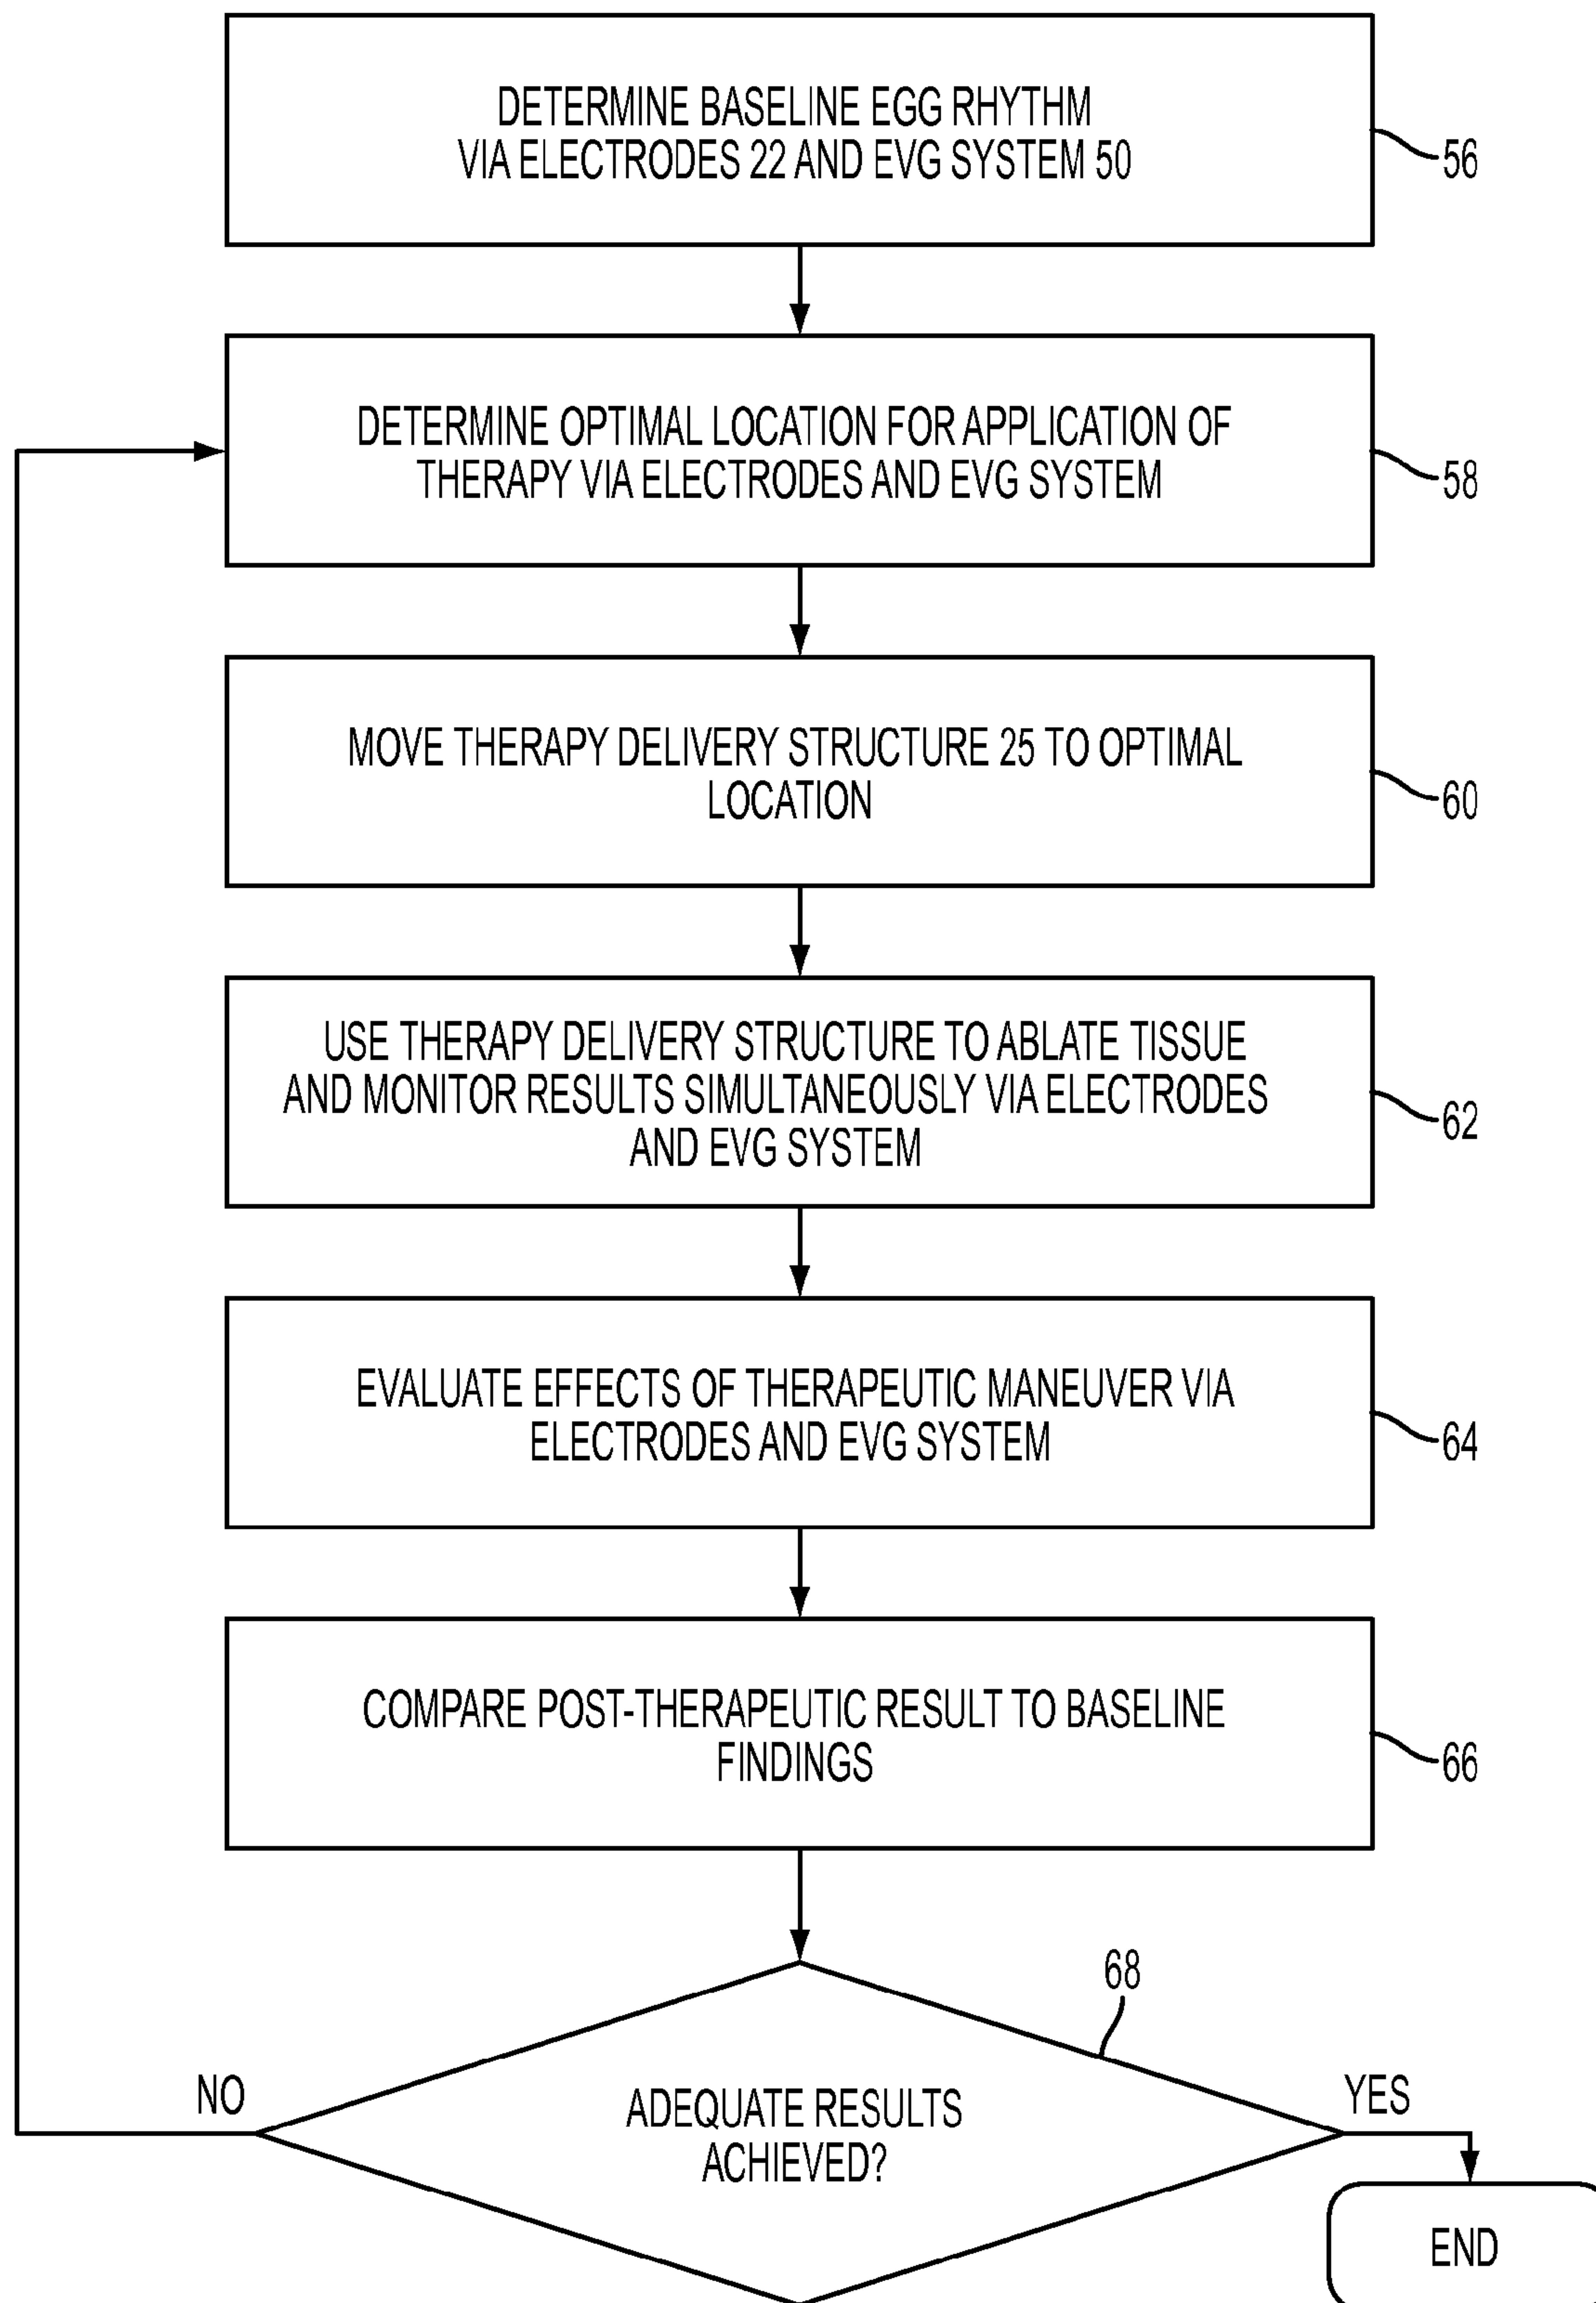 DETERMINE BASELINE EGG RHYTHM
VIA ELECTRODES 22 AND EVG SYSTEM 50
56
DETERMINE OPTIMAL LOCATION FOR APPLICATION OF
THERAPY VIA ELECTRODES AND EVG SYSTEM
58
MOVE THERAPY DELIVERY STRUCTURE 25 TO OPTIMAL
LOCATION
60
USE THERAPY DELIVERY STRUCTURE TO ABLATE TISSUE
AND MONITOR RESULTS SIMULTANEOUSLY VIA ELECTRODES
AND EVG SYSTEM
62
EVALUATE EFFECTS OF THERAPEUTIC MANEUVER VIA
ELECTRODES AND EVG SYSTEM
64
COMPARE POST-THERAPEUTIC RESULT TO BASELINE
FINDINGS
66
68
NO
ADEQUATE RESULTS
ACHIEVED?
YES
END